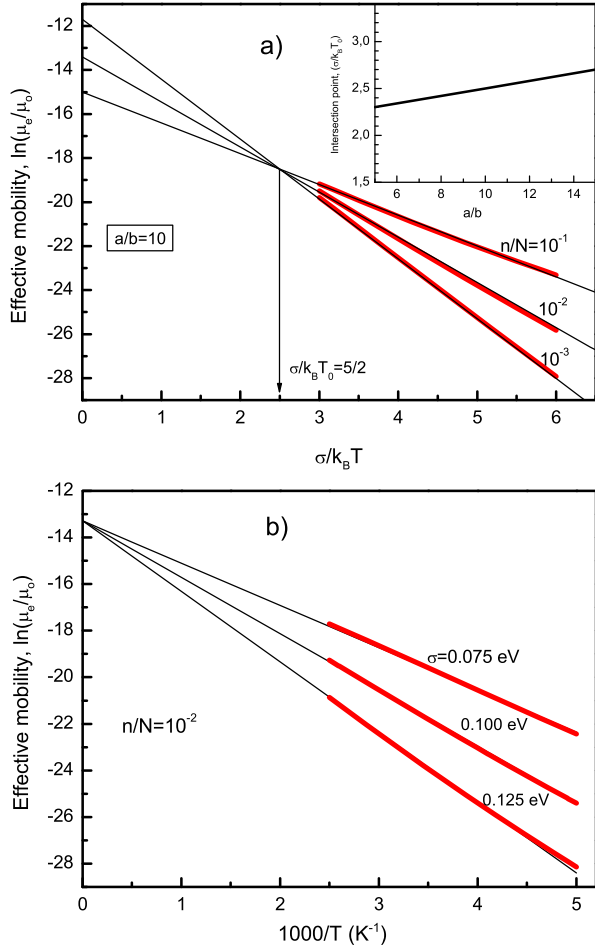 a)
Effective mobility, ln(μe/μo)
-12
-14
-16
-18
-20
-22
-24
-26
-28
0
1
2
3
4
5
6
σ/kBT
a/b=10
σ/kBT0=5/2
n/N=10-1
10-2
10-3
Intersection point, (σ/kBT0)
3,5
3,0
2,5
2,0
1,5
6
8
10
12
14
a/b
b)
Effective mobility, ln(μe/μo)
-12
-14
-16
-18
-20
-22
-24
-26
-28
0
1
2
3
4
5
1000/T (K-1)
n/N=10-2
σ=0.075 eV
0.100 eV
0.125 eV